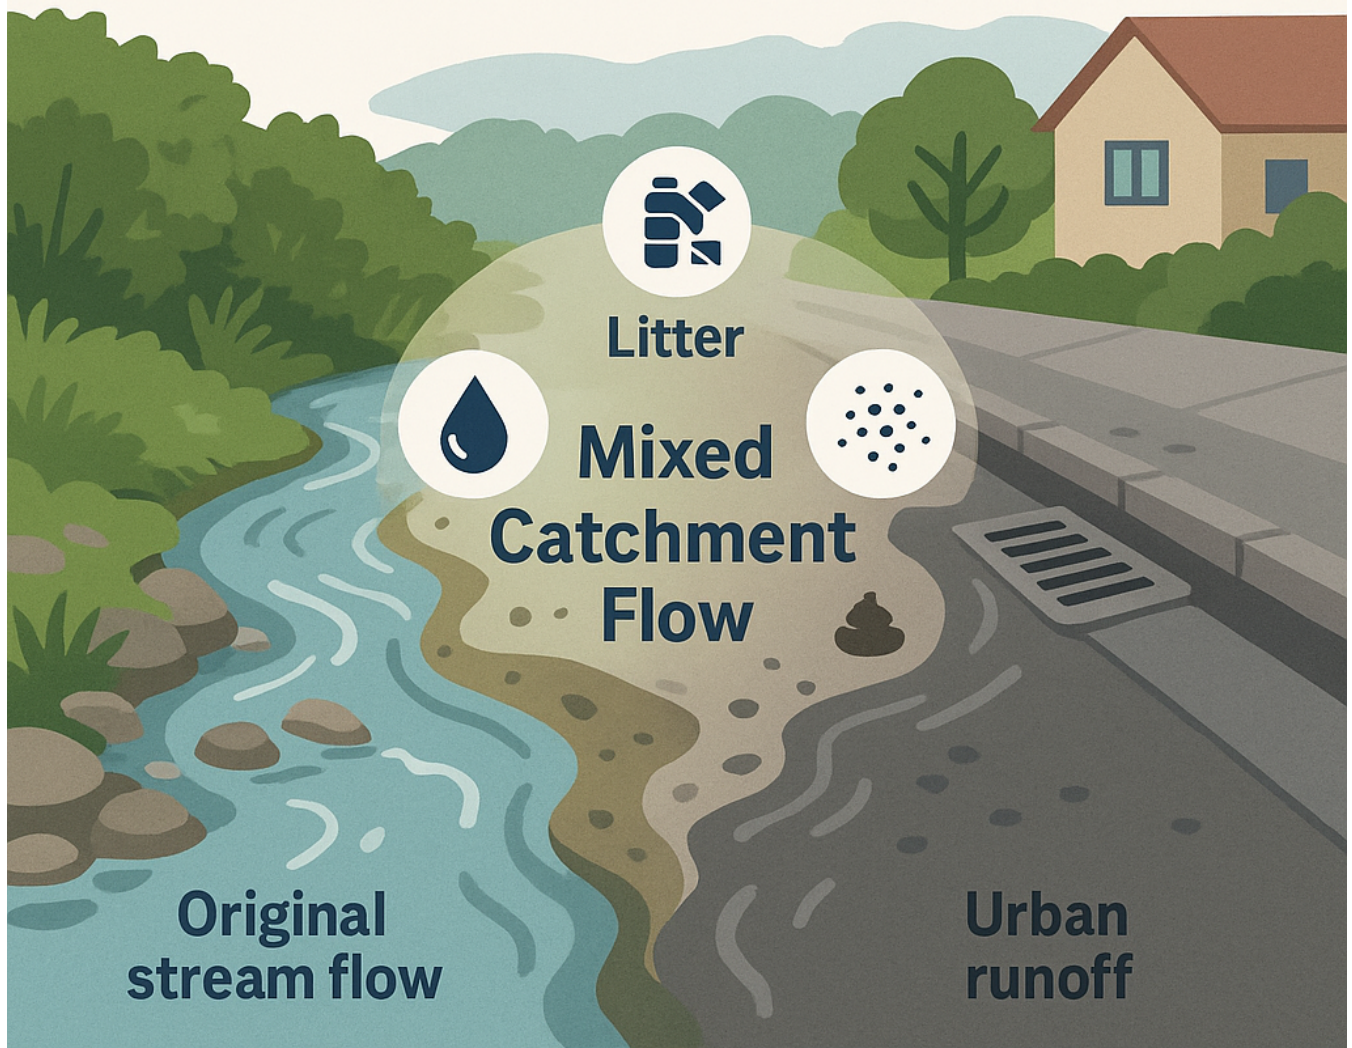 Litter
Mixed
Catchment
Flow
Original
stream flow
Urban
runoff